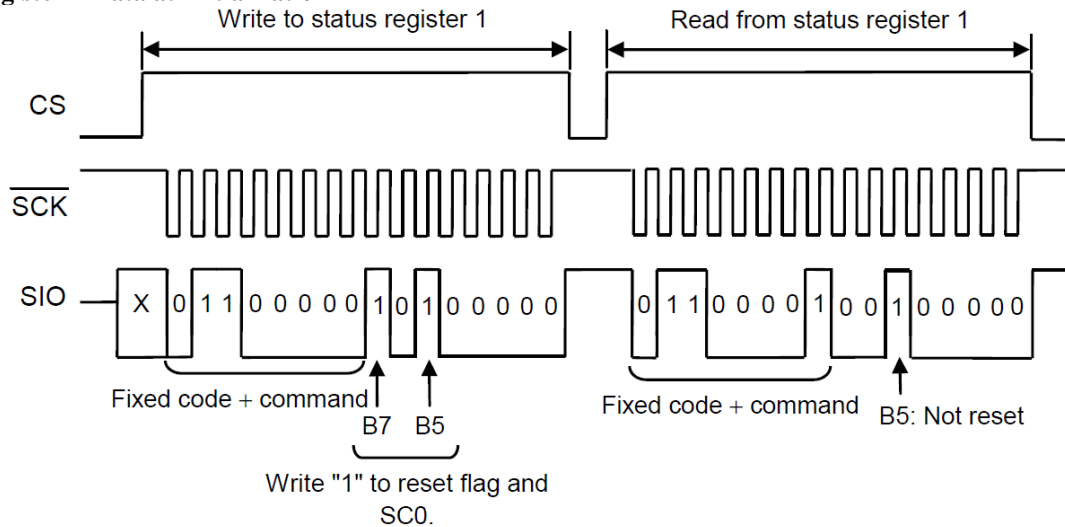 Write to status register 1
Read from status register 1
CS
SCK
SIO
X 0 1 1 0 0 0 0 0 1 0 1 0 0 0 0 0
0 1 1 0 0 0 0 1 0 0 1 0 0 0 0 0
Fixed code + command
B7 B5
Write "1" to reset flag and
SC0.
Fixed code + command
B5: Not reset